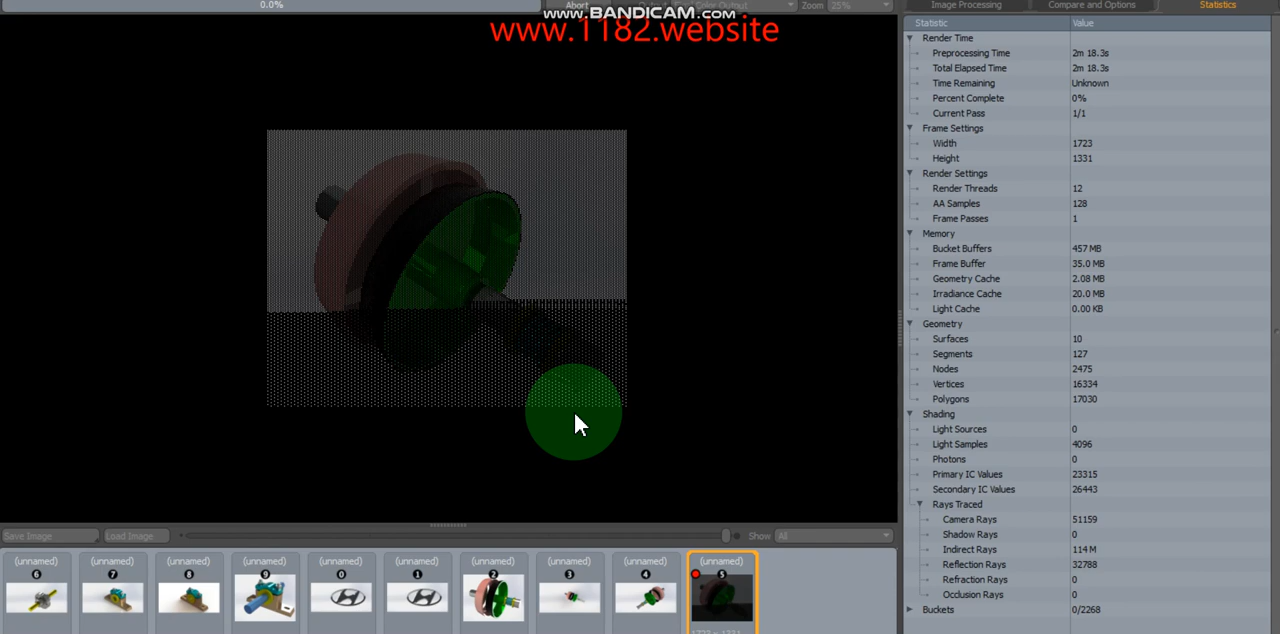 0.0%
Abort
Color Output
Zoom 25%
Image Processing
Compare and Options
Statistics
www.BANDICAM.com
www.1182.website
Statistic Value
Render Time
Preprocessing Time 2m 18.3s
Total Elapsed Time 2m 18.3s
Time Remaining Unknown
Percent Complete 0%
Current Pass 1/1
Frame Settings
Width 1723
Height 1331
Render Settings
Render Threads 12
AA Samples 128
Frame Passes 1
Memory
Bucket Buffers 457 MB
Frame Buffer 35.0 MB
Geometry Cache 2.08 MB
Irradiance Cache 20.0 MB
Light Cache 0.00 KB
Geometry
Surfaces 10
Segments 127
Nodes 2475
Vertices 16334
Polygons 17030
Shading
Light Sources 0
Light Samples 4096
Photons 0
Primary IC Values 23315
Secondary IC Values 26443
Rays Traced
Camera Rays 51159
Shadow Rays 0
Indirect Rays 114 M
Reflection Rays 32788
Refraction Rays 0
Occlusion Rays 0
Buckets 0/2268
Save Image
Load Image
Show All
(unnamed) (unnamed) (unnamed) (unnamed) (unnamed) (unnamed) (unnamed) (unnamed) (unnamed) (unnamed)
6 7 8 9 0 1 2 3 4 5
1723 x 1331